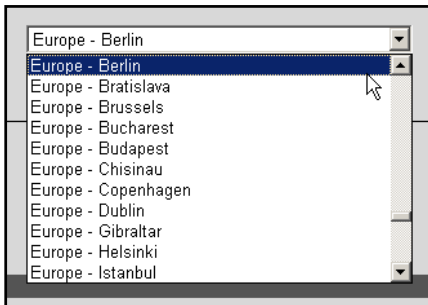 Europe - Berlin
Europe - Berlin
Europe - Bratislava
Europe - Brussels
Europe - Bucharest
Europe - Budapest
Europe - Chisinau
Europe - Copenhagen
Europe - Dublin
Europe - Gibraltar
Europe - Helsinki
Europe - Istanbul